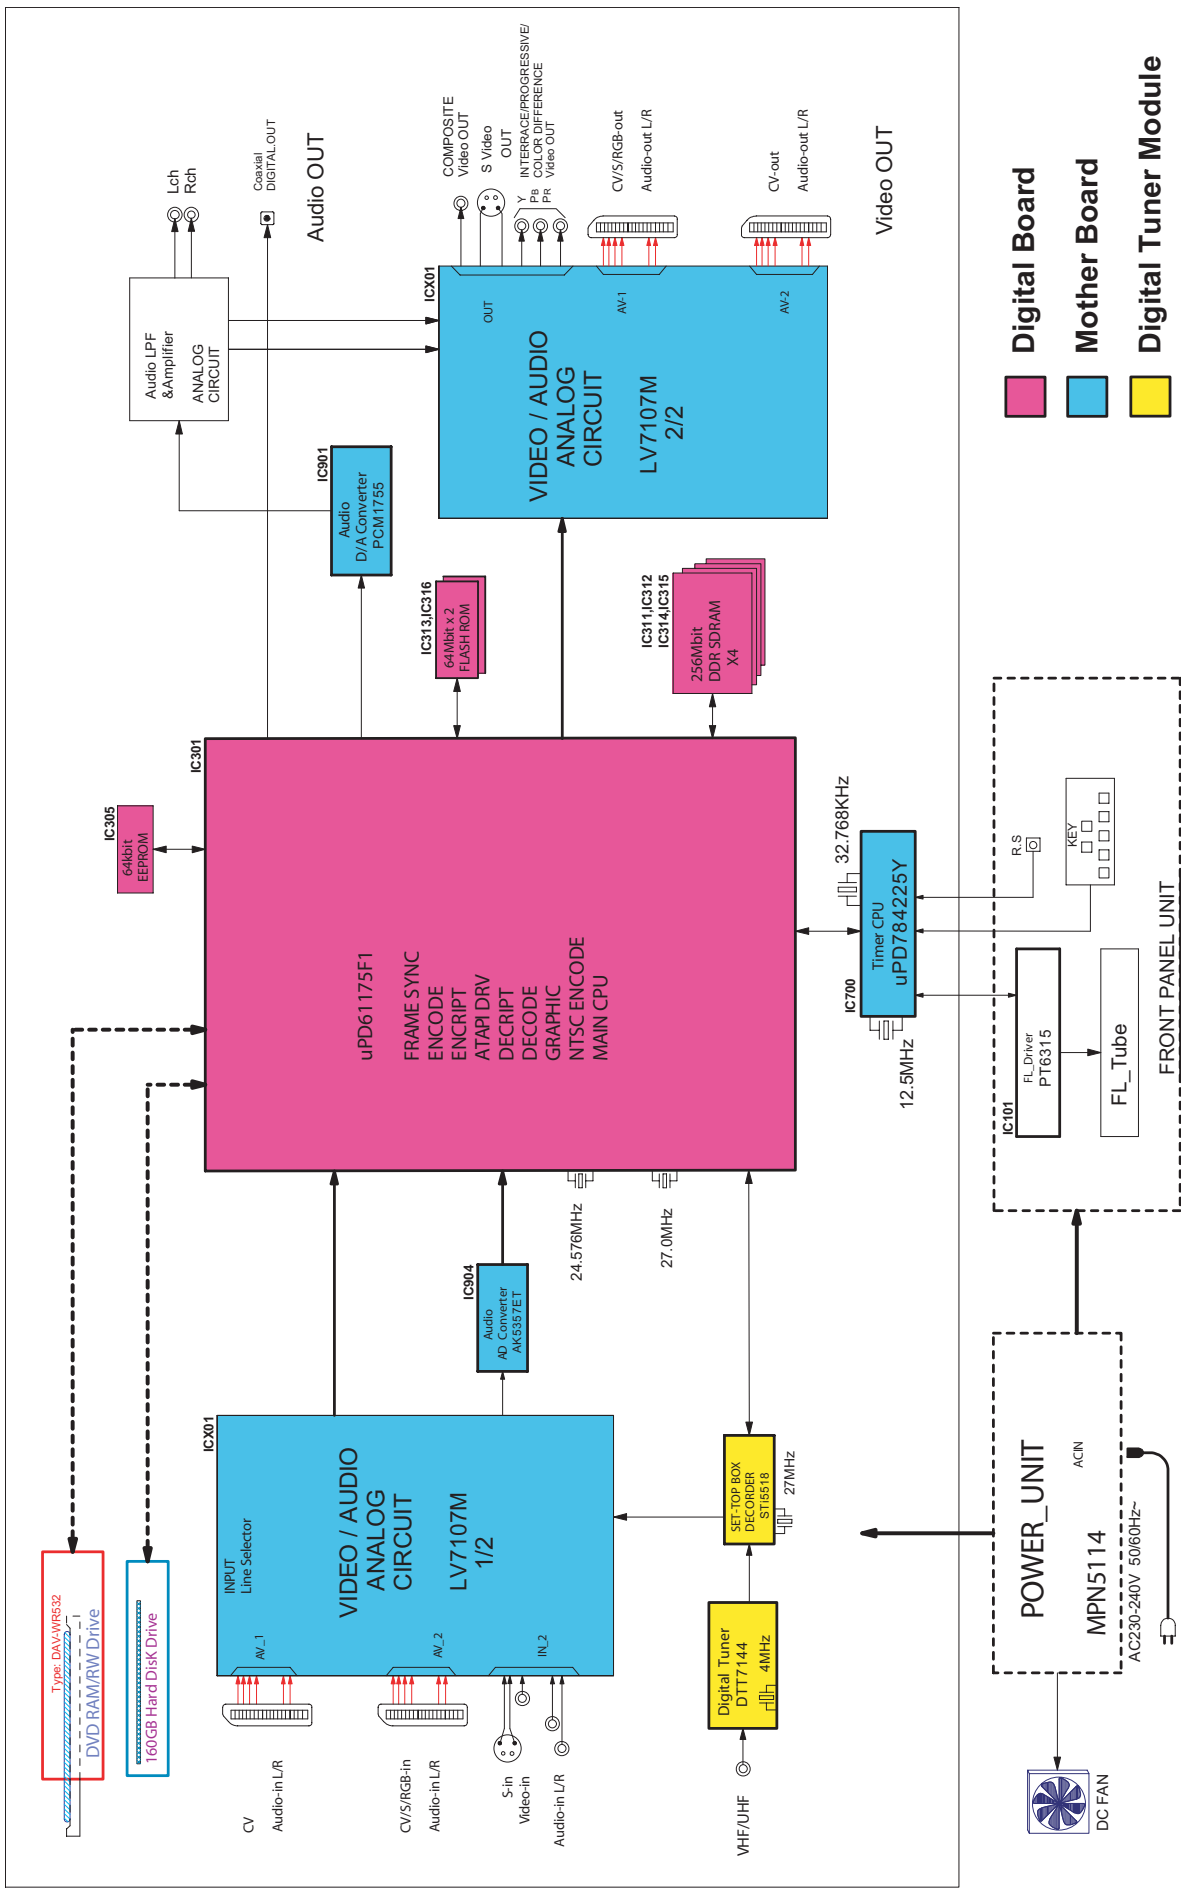 Type: DAV-WR532
DVD RAM/RW Drive
160GB Hard DisK Drive
CV
Audio-in L/R
CV/S/RGB-in
Audio-in L/R
S-in
Video-in
Audio-in L/R
VHF/UHF
ICX01
INPUT
Line Selector
AV_1
AV_2
IN_2
VIDEO / AUDIO
ANALOG
CIRCUIT
LV7107M
1/2
Digital Tuner
DTT7144
4MHz
SET-TOP BOX
DECORDER
STi5518
27MHz
IC904
Audio
AD Converter
AK5357ET
24.576MHz
27.0MHz
IC305
64kbit
EEPROM
IC301
uPD61175F1
FRAME SYNC
ENCODE
ENCRIPT
ATAPI DRV
DECRIPT
DECODE
GRAPHIC
NTSC ENCODE
MAIN CPU
IC700
Timer CPU
uPD784225Y
32.768KHz
12.5MHz
IC313,IC316
64Mbit x 2
FLASH ROM
IC311,IC312
IC314,IC315
256Mbit
DDR SDRAM
X4
IC901
Audio
D/A Converter
PCM1755
Audio LPF
&Amplifier
ANALOG
CIRCUIT
Lch
Rch
Coaxial
DIGITAL.OUT
Audio OUT
ICX01
OUT
AV-1
AV-2
VIDEO / AUDIO
ANALOG
CIRCUIT
LV7107M
2/2
COMPOSITE
Video OUT
S Video
OUT
Y
PB
PR
INTERRACE/PROGRESSIVE/
COLOR DIFFERENCE
Video OUT
CV/S/RGB-out
Audio-out L/R
CV-out
Audio-out L/R
Video OUT
POWER_UNIT
MPN5114
ACIN
AC230-240V 50/60Hz~
DC FAN
IC101
FL_Driver
PT6315
FL_Tube
R.S
KEY
FRONT PANEL UNIT
Digital Board
Mother Board
Digital Tuner Module